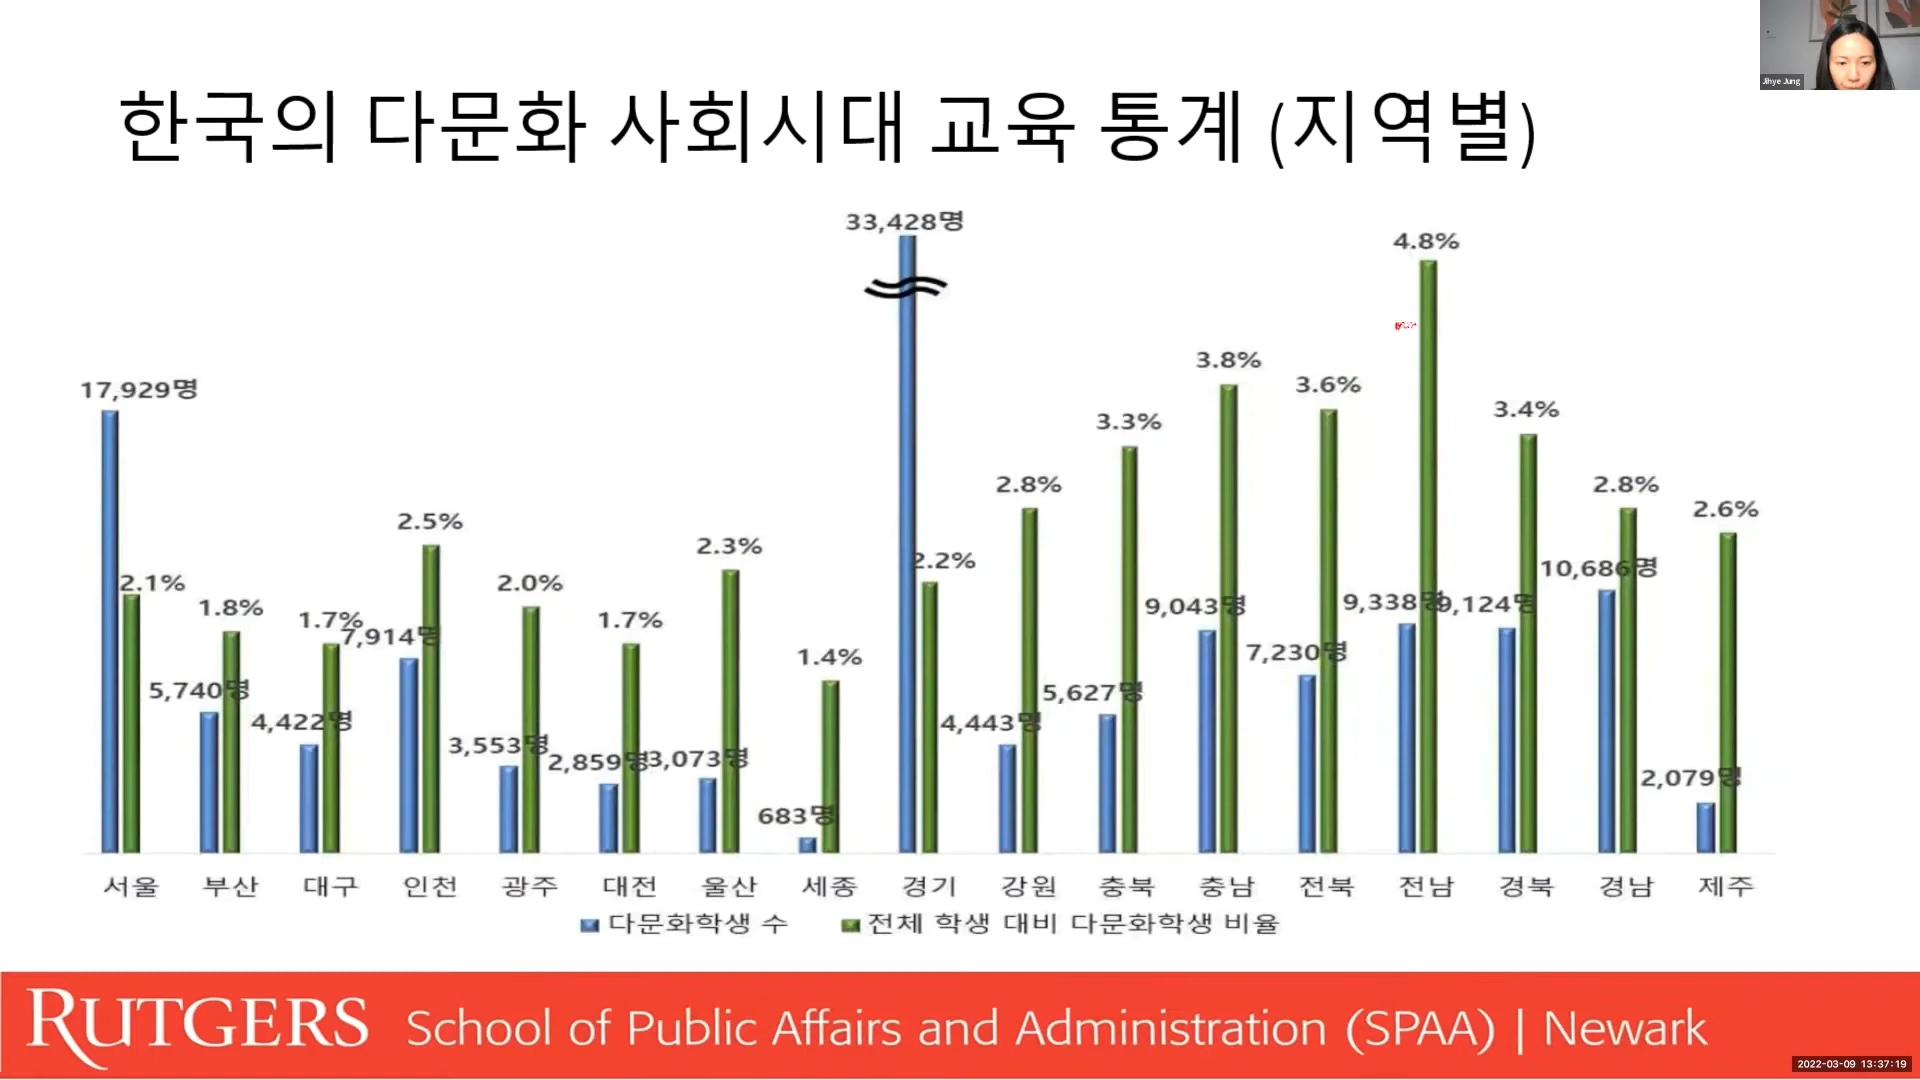 Jihye Jung
한국의 다문화 사회시대 교육 통계 (지역별)
33,428명
4.8%
3.8%
3.6%
17,929명
3.4%
3.3%
2.8%
2.8%
2.6%
2.5%
2.3%
2.2%
10,686명
2.1%
2.0%
1.8%
9,043명
9,338명
9,124명
1.7%
1.7%
7,914명
7,230명
1.4%
5,740명
5,627명
4,422명
4,443명
3,553명
2,859명
3,073명
2,079명
683명
서울 부산 대구 인천 광주 대전 울산 세종 경기 강원 충북 충남 전북 전남 경북 경남 제주
다문화학생 수 전체 학생 대비 다문화학생 비율
RUTGERS School of Public Affairs and Administration (SPAA) | Newark
2022-03-09 13:37:19